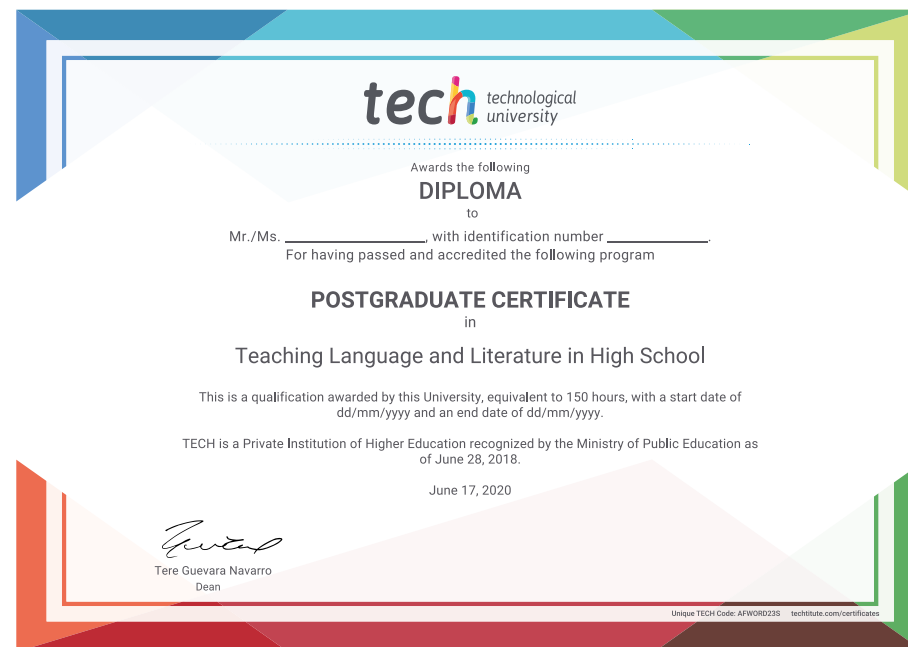 tech technological
university
Awards the following
DIPLOMA
to
Mr./Ms. ____________________, with identification number ______________.
For having passed and accredited the following program
POSTGRADUATE CERTIFICATE
in
Teaching Language and Literature in High School
This is a qualification awarded by this University, equivalent to 150 hours, with a start date of
dd/mm/yyyy and an end date of dd/mm/yyyy.
TECH is a Private Institution of Higher Education recognized by the Ministry of Public Education as
of June 28, 2018.
June 17, 2020
Tere Guevara Navarro
Dean
Unique TECH Code: AFWORD23S techtitute.com/certificates